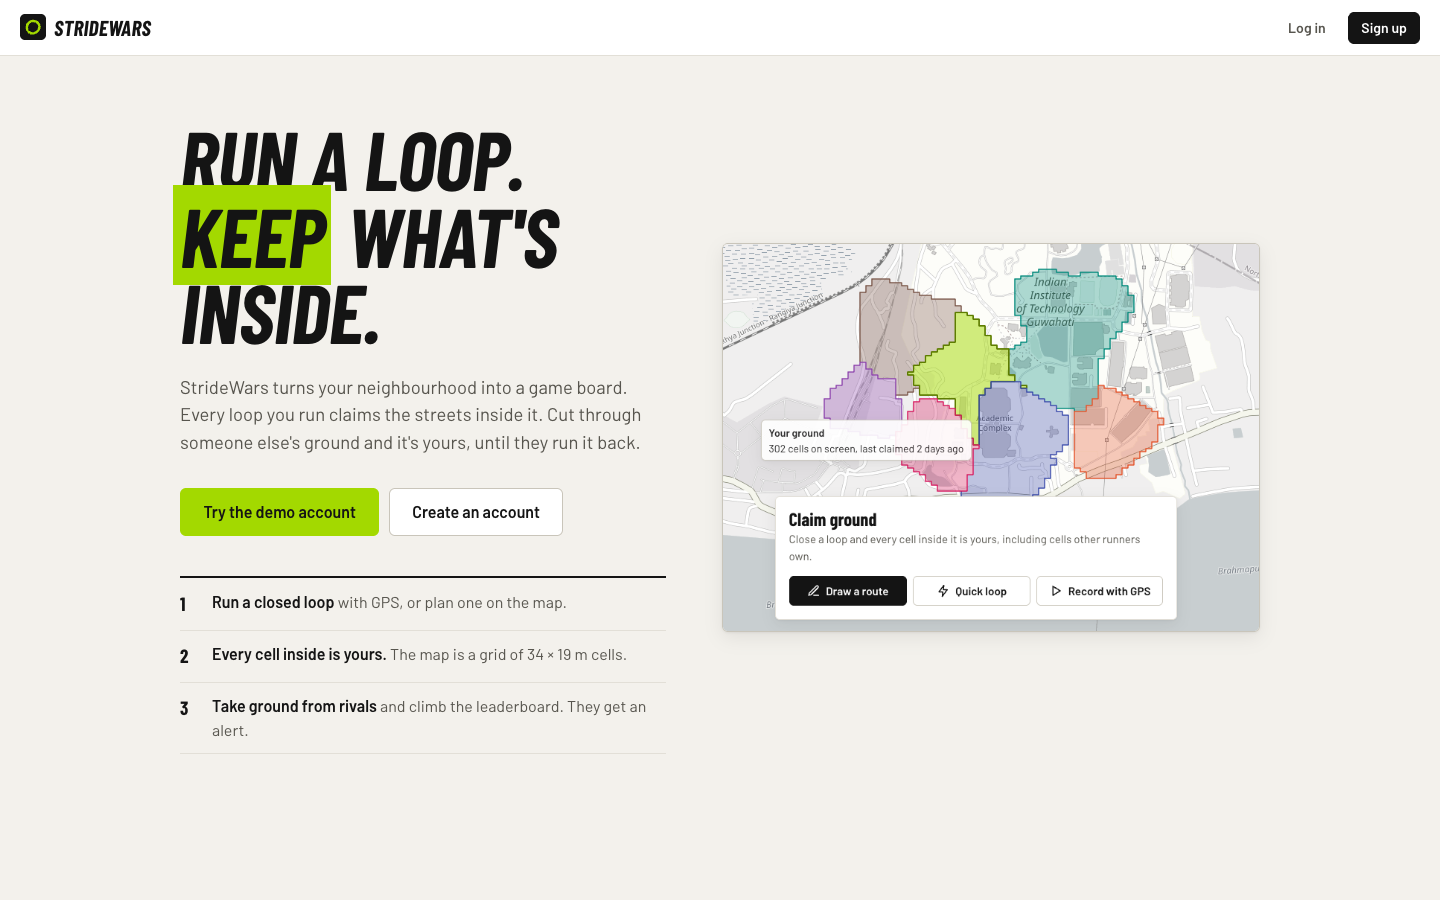 STRIDEWARS
Log in
Sign up
RUN A LOOP.
KEEP WHAT'S
INSIDE.
StrideWars turns your neighbourhood into a game board.
Every loop you run claims the streets inside it. Cut through
someone else's ground and it's yours, until they run it back.
Try the demo account
Create an account
1 Run a closed loop with GPS, or plan one on the map.
2 Every cell inside is yours. The map is a grid of 34 × 19 m cells.
3 Take ground from rivals and climb the leaderboard. They get an
alert.
Indian
Institute
of Technology
Guwahati
Academic
Complex
Your ground
302 cells on screen, last claimed 2 days ago
Claim ground
Close a loop and every cell inside it is yours, including cells other runners
own.
Draw a route
Quick loop
Record with GPS